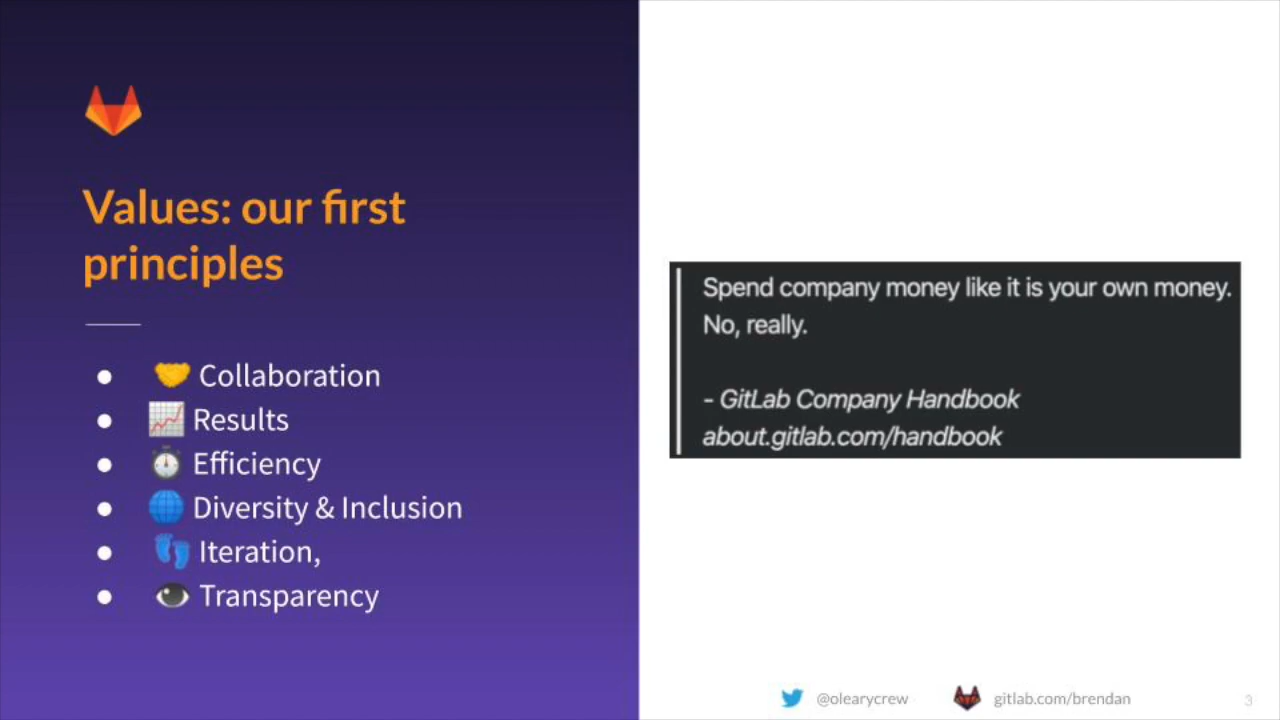 Values: our first
principles
● 🤝 Collaboration
● 📈 Results
● ⏱️ Efficiency
● 🌐 Diversity & Inclusion
● 👣 Iteration,
● 👁️ Transparency
Spend company money like it is your own money.
No, really.
- GitLab Company Handbook
about.gitlab.com/handbook
@olearycrew
gitlab.com/brendan
3